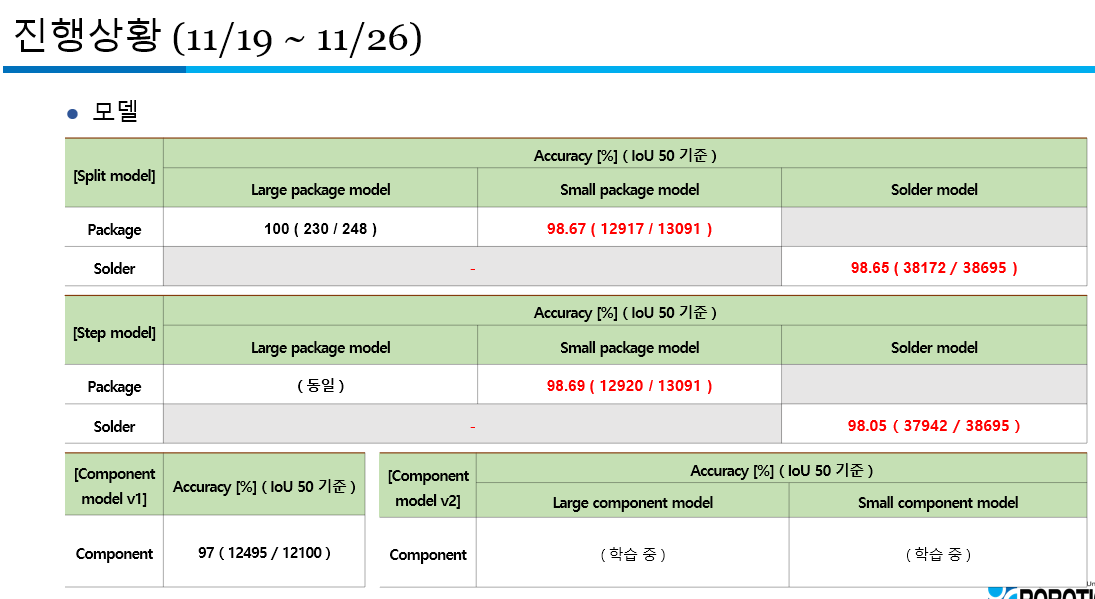 진행상황 (11/19 ~ 11/26)
• 모델
[Split model]
Accuracy [%] ( IoU 50 기준 )
Large package model
Small package model
Solder model
Package
100 ( 230 / 248 )
98.67 ( 12917 / 13091 )
Solder
-
98.65 ( 38172 / 38695 )
[Step model]
Accuracy [%] ( IoU 50 기준 )
Large package model
Small package model
Solder model
Package
( 동일 )
98.69 ( 12920 / 13091 )
Solder
-
98.05 ( 37942 / 38695 )
[Component
model v1]
Accuracy [%] ( IoU 50 기준 )
Component
97 ( 12495 / 12100 )
[Component
model v2]
Accuracy [%] ( IoU 50 기준 )
Large component model
Small component model
Component
( 학습 중 )
( 학습 중 )